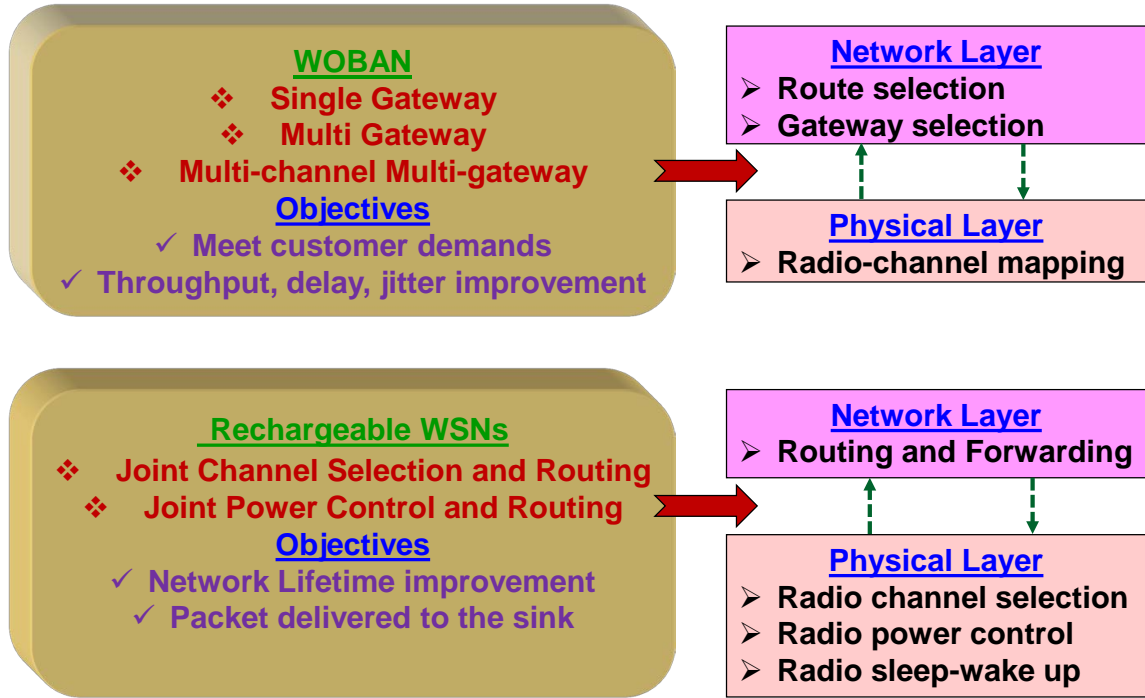 WOBAN
❖ Single Gateway
❖ Multi Gateway
❖ Multi-channel Multi-gateway
Objectives
✓ Meet customer demands
✓ Throughput, delay, jitter improvement
Network Layer
➢ Route selection
➢ Gateway selection
Physical Layer
➢ Radio-channel mapping
Rechargeable WSNs
❖ Joint Channel Selection and Routing
❖ Joint Power Control and Routing
Objectives
✓ Network Lifetime improvement
✓ Packet delivered to the sink
Network Layer
➢ Routing and Forwarding
Physical Layer
➢ Radio channel selection
➢ Radio power control
➢ Radio sleep-wake up